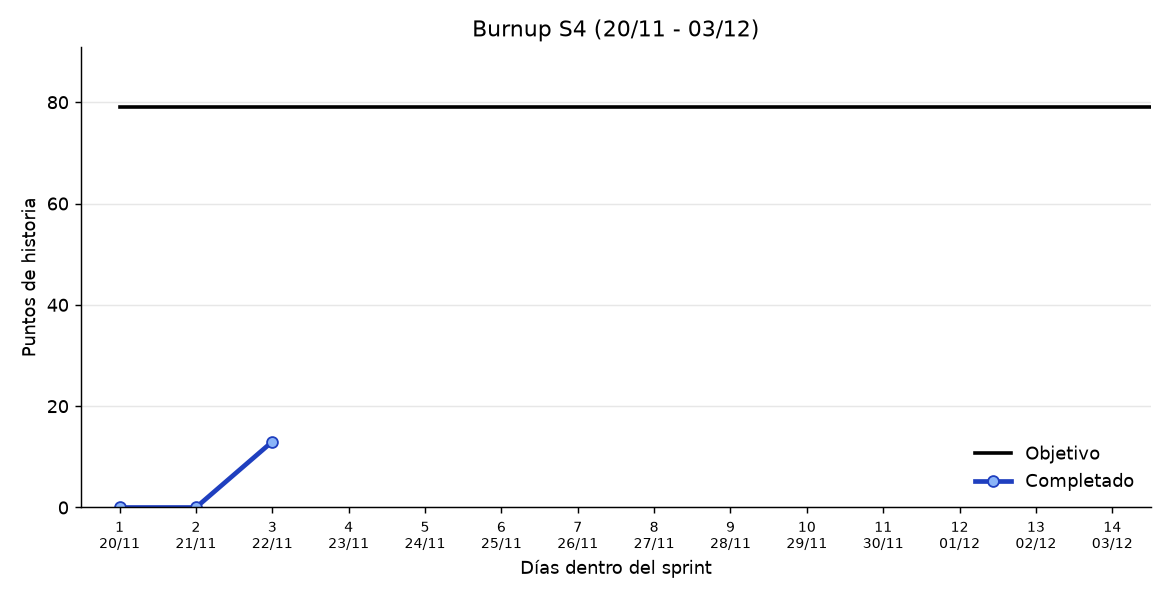 Burnup S4 (20/11 - 03/12)
Puntos de historia
80
60
40
20
0
1 2 3 4 5 6 7 8 9 10 11 12 13 14
20/11 21/11 22/11 23/11 24/11 25/11 26/11 27/11 28/11 29/11 30/11 01/12 02/12 03/12
Días dentro del sprint
Objetivo
Completado